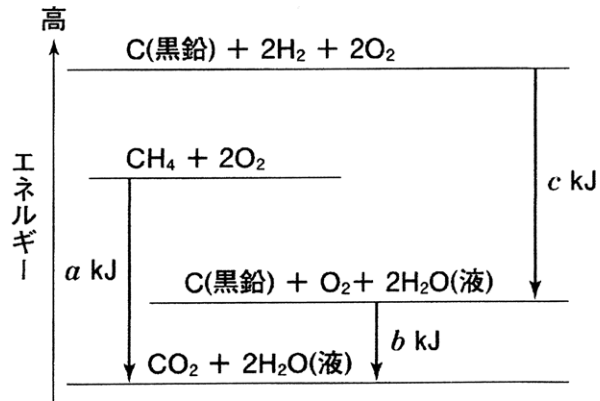 高
C(黒鉛) + 2H₂ + 2O₂
CH₄ + 2O₂
エネルギー
c kJ
a kJ
C(黒鉛) + O₂+ 2H₂O(液)
b kJ
CO₂ + 2H₂O(液)